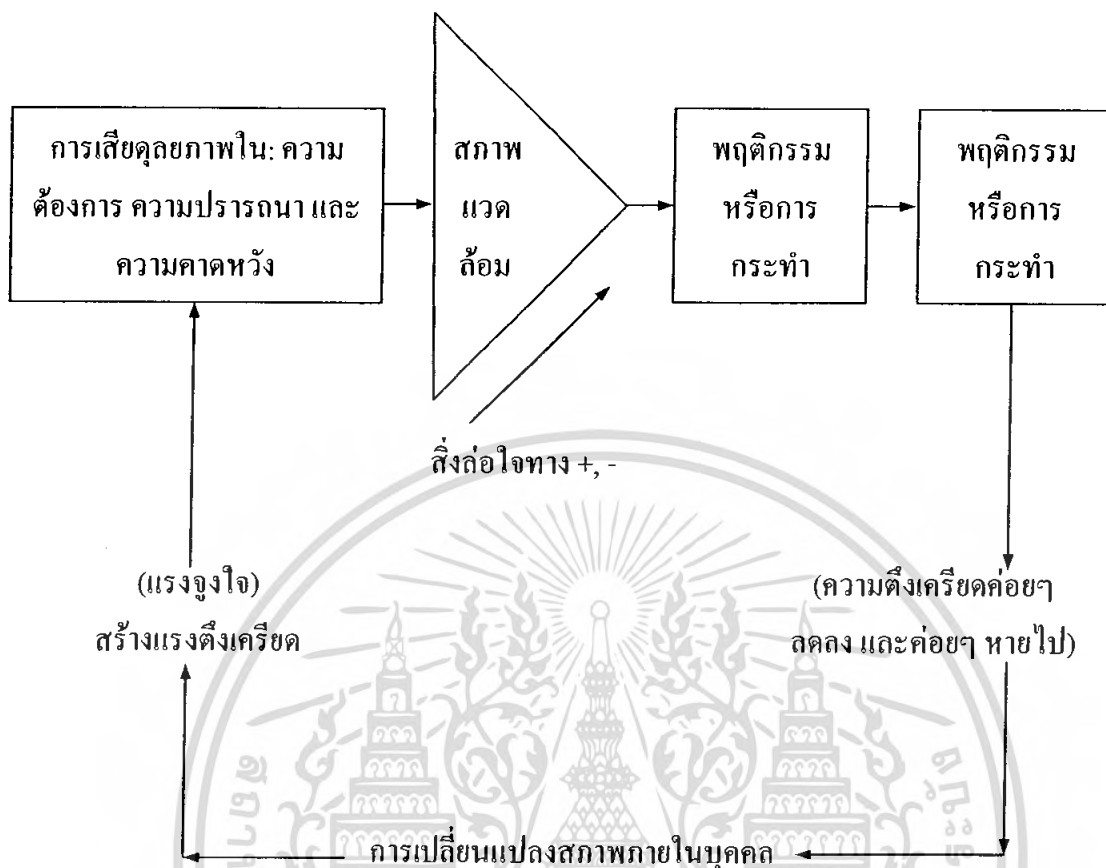 การเสียดุลยภาพใน: ความ
ต้องการ ความปรารถนา และ
ความคาดหวัง
สภาพ
แวด
ล้อม
พฤติกรรม
หรือการ
กระทำ
พฤติกรรม
หรือการ
กระทำ
สิ่งล่อใจทาง +, -
(แรงจูงใจ)
สร้างแรงตึงเครียด
(ความตึงเครียดค่อยๆ
ลดลง และค่อยๆ หายไป)
การเปลี่ยนแปลงสภาพภายในบุคคล